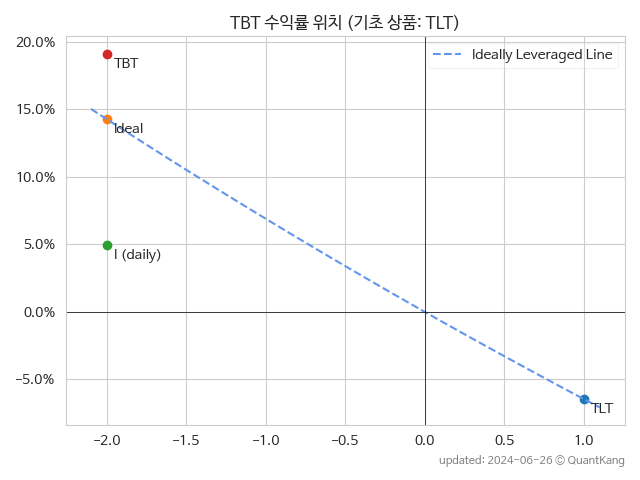 TBT 수익률 위치 (기초 상품: TLT)
20.0%
15.0%
10.0%
5.0%
0.0%
−5.0%
Ideally Leveraged Line
TBT
Ideal
I (daily)
TLT
−2.0 −1.5 −1.0 −0.5 0.0 0.5 1.0
updated: 2024-06-26 © QuantKang